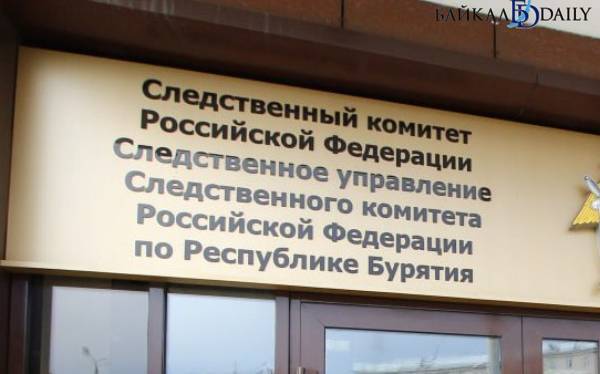 БАЙКАЛ DAILY
Следственный комитет
Российской Федерации
Следственное управление
Следственного комитета
Российской Федерации
по Республике Бурятия